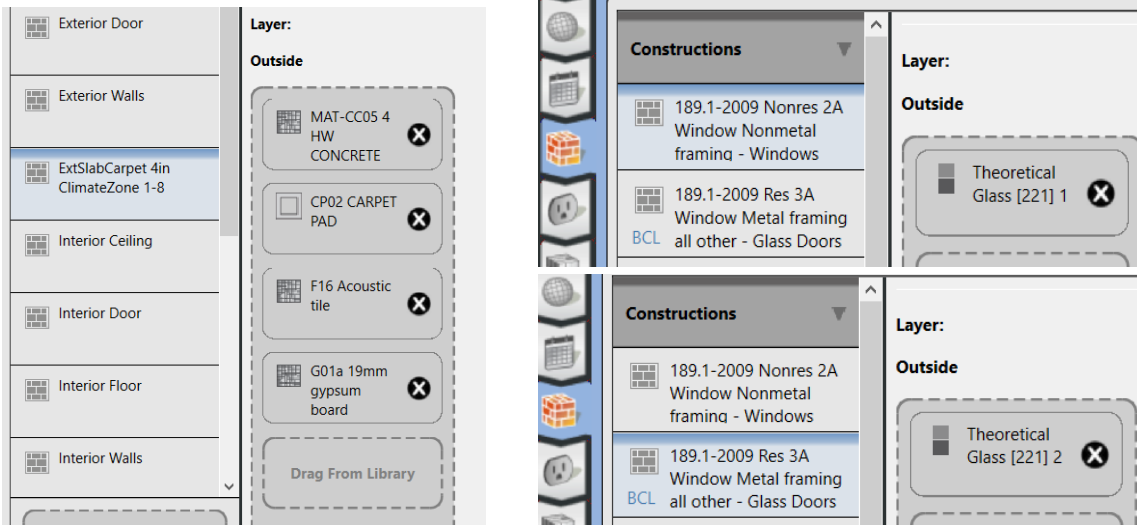 Exterior Door
Exterior Walls
ExtSlabCarpet 4in
ClimateZone 1-8
Interior Ceiling
Interior Door
Interior Floor
Interior Walls
Layer:
Outside
MAT-CC05 4
HW
CONCRETE
CP02 CARPET
PAD
F16 Acoustic
tile
G01a 19mm
gypsum
board
Drag From Library
Constructions
189.1-2009 Nonres 2A
Window Nonmetal
framing - Windows
189.1-2009 Res 3A
Window Metal framing
BCL all other - Glass Doors
Layer:
Outside
Theoretical
Glass [221] 1
Constructions
189.1-2009 Nonres 2A
Window Nonmetal
framing - Windows
189.1-2009 Res 3A
Window Metal framing
BCL all other - Glass Doors
Layer:
Outside
Theoretical
Glass [221] 2